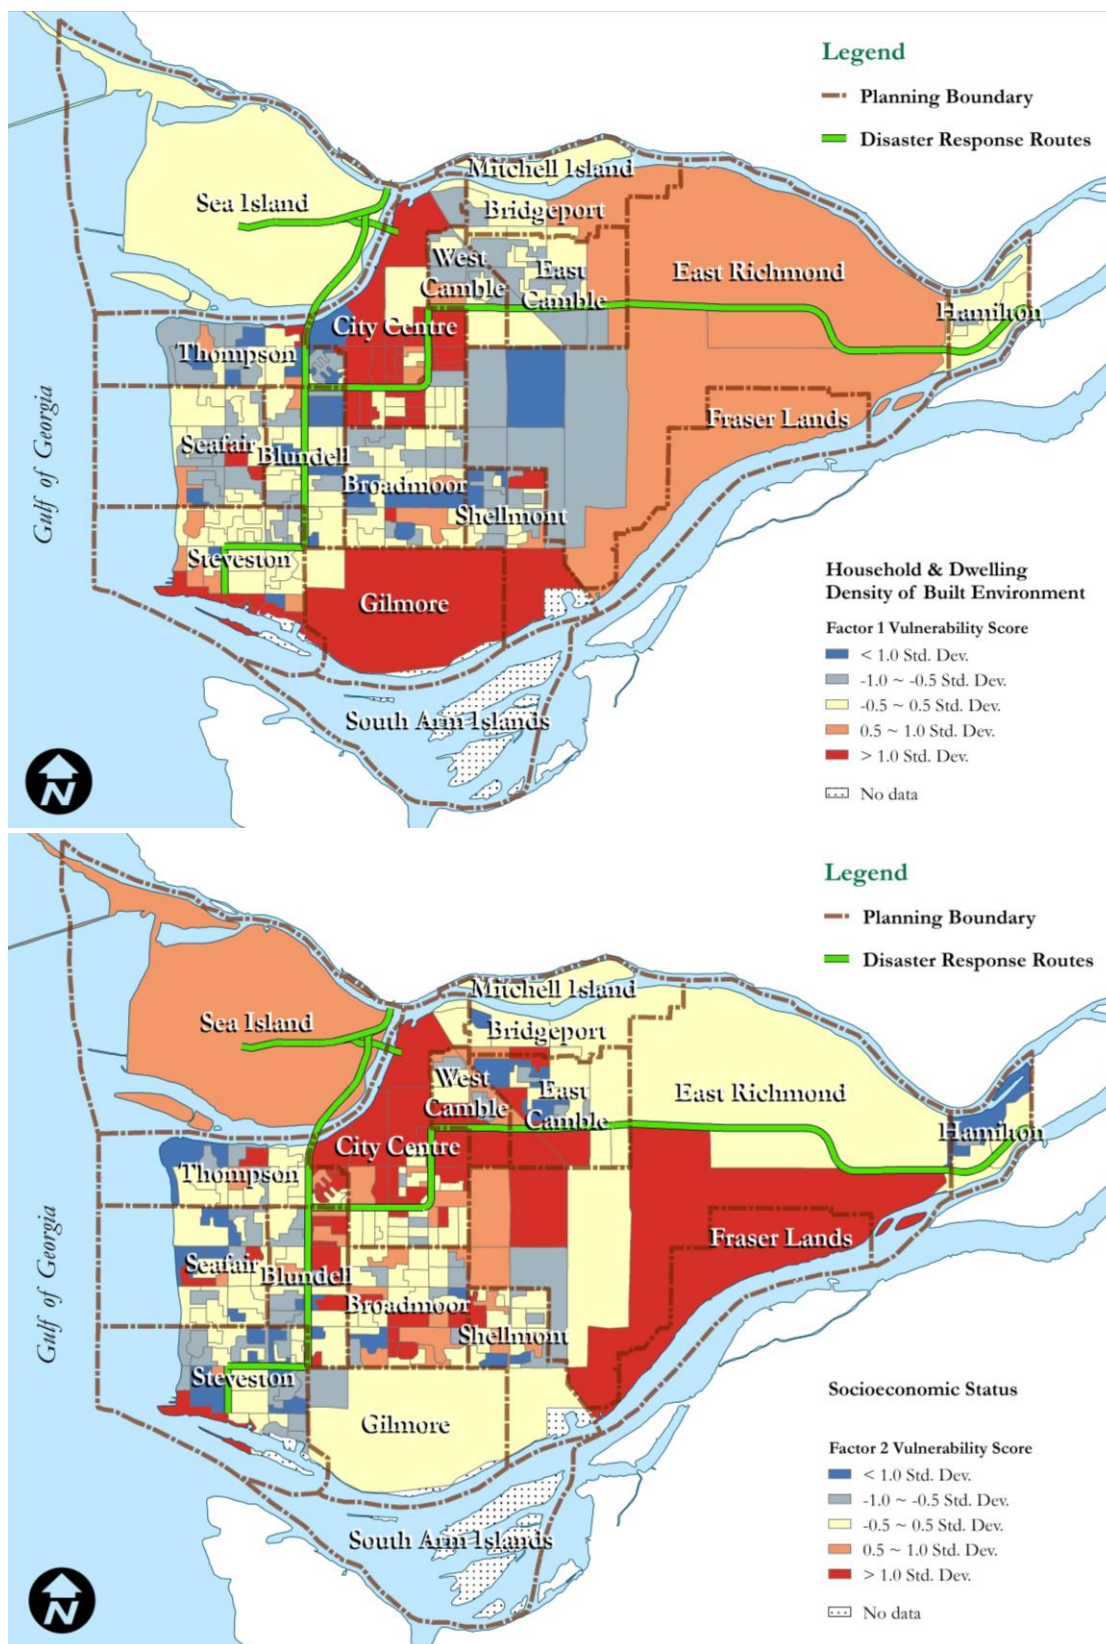 Legend
Planning Boundary
Disaster Response Routes
Mitchell Island
Sea Island
Bridgeport
West
Camble
East
Camble
East Richmond
City Centre
Hamilton
Thompson
Fraser Lands
Gulf of Georgia
Seafair
Blundell
Broadmoor
Shellmont
Steveston
Gilmore
South Arm Islands
N
Household & Dwelling
Density of Built Environment
Factor 1 Vulnerability Score
< 1.0 Std. Dev.
-1.0 ~ -0.5 Std. Dev.
-0.5 ~ 0.5 Std. Dev.
0.5 ~ 1.0 Std. Dev.
> 1.0 Std. Dev.
No data
Legend
Planning Boundary
Disaster Response Routes
Mitchell Island
Sea Island
Bridgeport
West
Camble
East
Camble
East Richmond
City Centre
Hamilton
Thompson
Fraser Lands
Gulf of Georgia
Seafair
Blundell
Broadmoor
Shellmont
Steveston
Gilmore
South Arm Islands
N
Socioeconomic Status
Factor 2 Vulnerability Score
< 1.0 Std. Dev.
-1.0 ~ -0.5 Std. Dev.
-0.5 ~ 0.5 Std. Dev.
0.5 ~ 1.0 Std. Dev.
> 1.0 Std. Dev.
No data